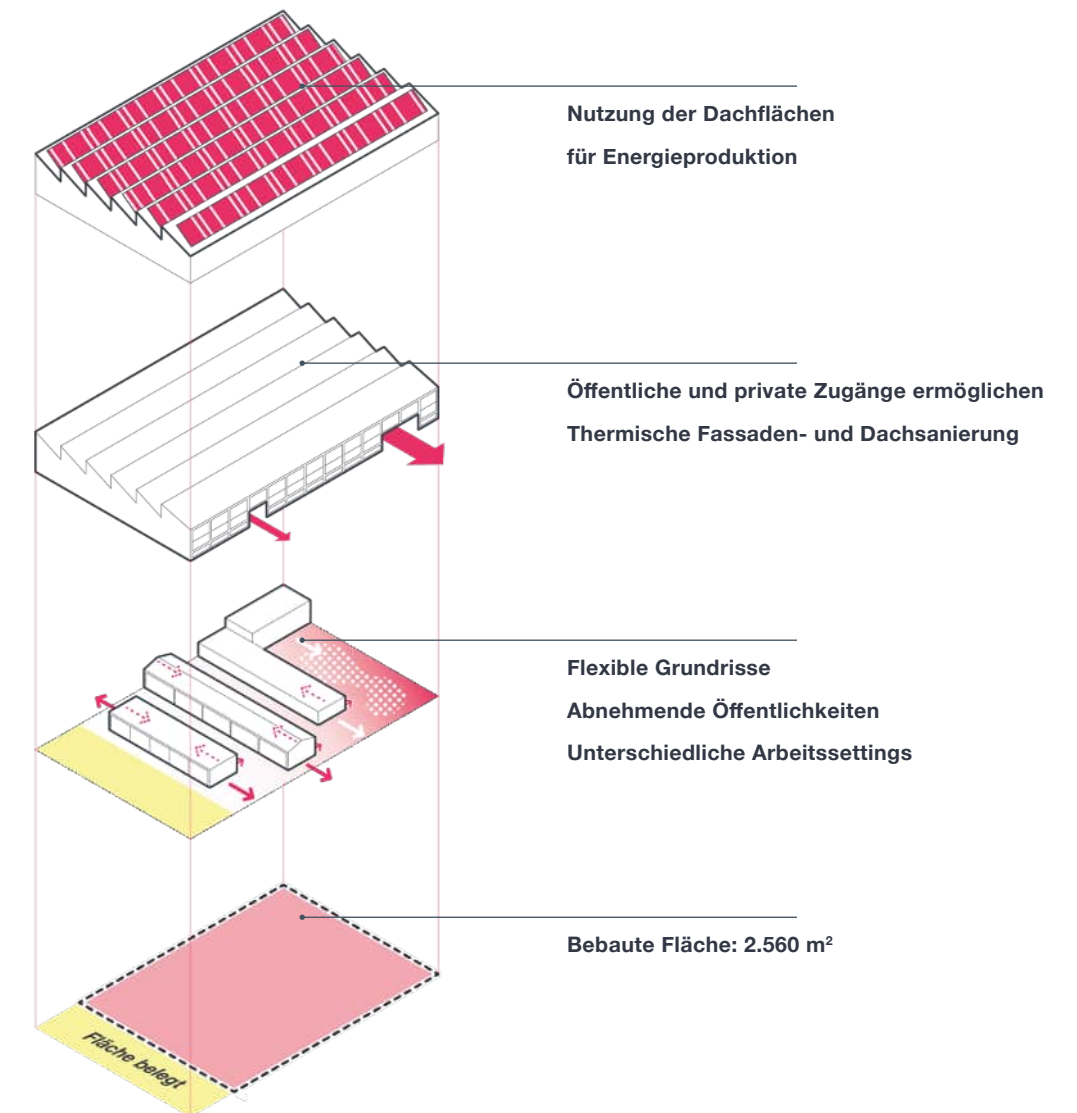 Nutzung der Dachflächen
für Energieproduktion
Öffentliche und private Zugänge ermöglichen
Thermische Fassaden- und Dachsanierung
Flexible Grundrisse
Abnehmende Öffentlichkeiten
Unterschiedliche Arbeitssettings
Bebaute Fläche: 2.560 m²
Fläche belegt